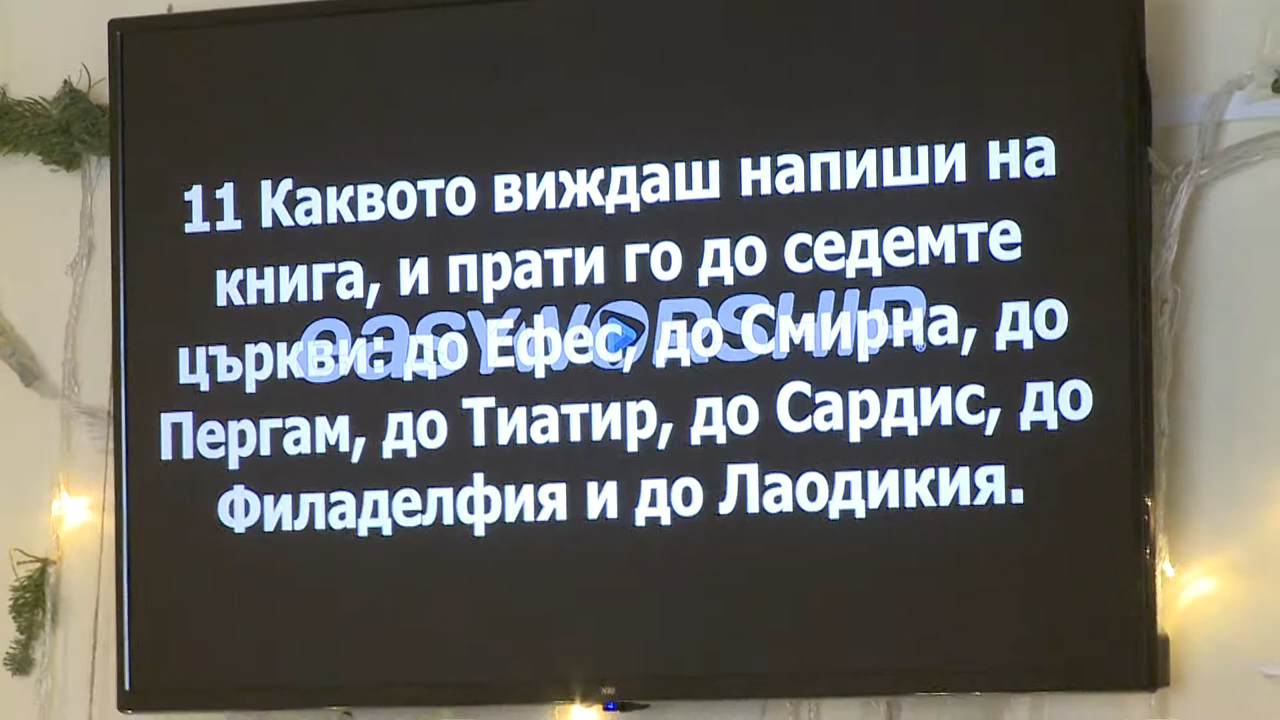 11 Каквото виждаш напиши на
книга, и прати го до седемте
църкви: до Ефес, до Смирна, до
Пергам, до Тиатир, до Сардис, до
Филаделфия и до Лаодикия.
easyworship